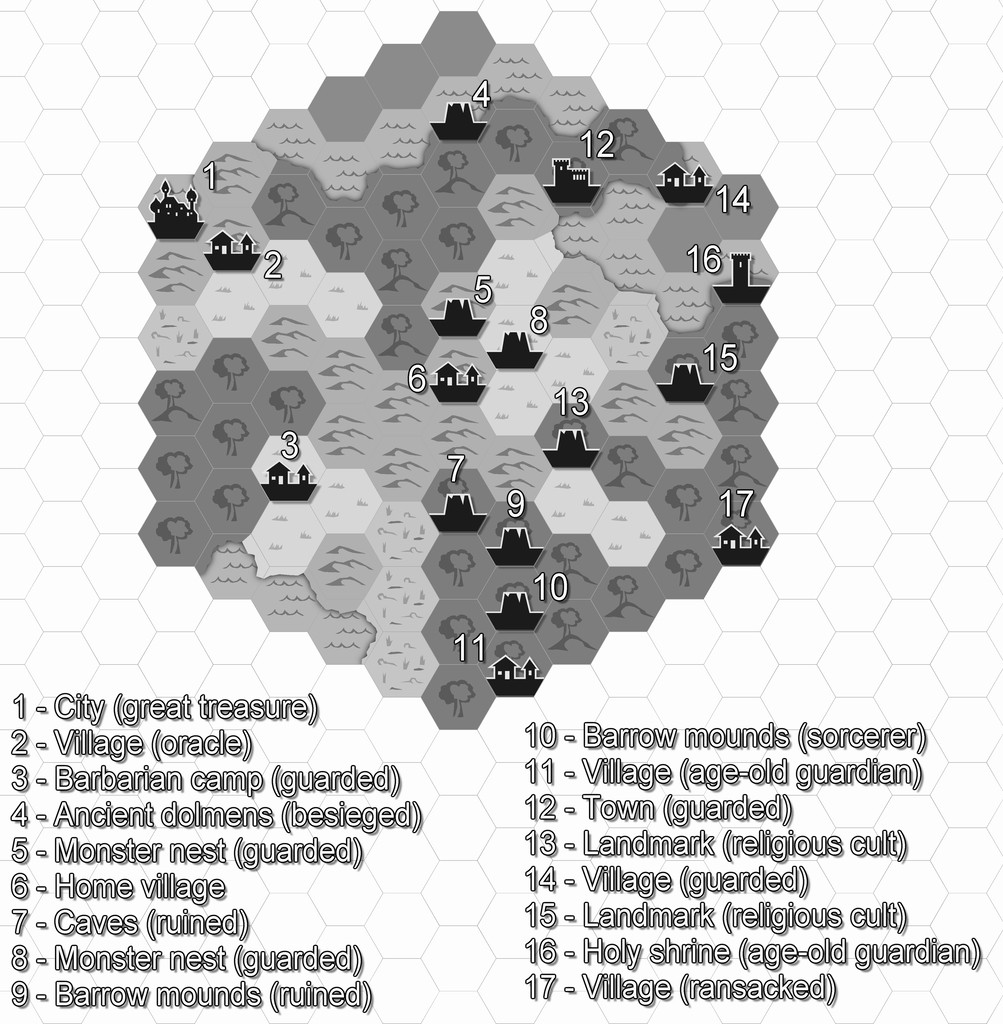 4
12
1
14
2
16
5
8
15
6
13
3
7
9
17
10
11
1 - City (great treasure)
2 - Village (oracle)
3 - Barbarian camp (guarded)
4 - Ancient dolmens (besieged)
5 - Monster nest (guarded)
6 - Home village
7 - Caves (ruined)
8 - Monster nest (guarded)
9 - Barrow mounds (ruined)
10 - Barrow mounds (sorcerer)
11 - Village (age-old guardian)
12 - Town (guarded)
13 - Landmark (religious cult)
14 - Village (guarded)
15 - Landmark (religious cult)
16 - Holy shrine (age-old guardian)
17 - Village (ransacked)